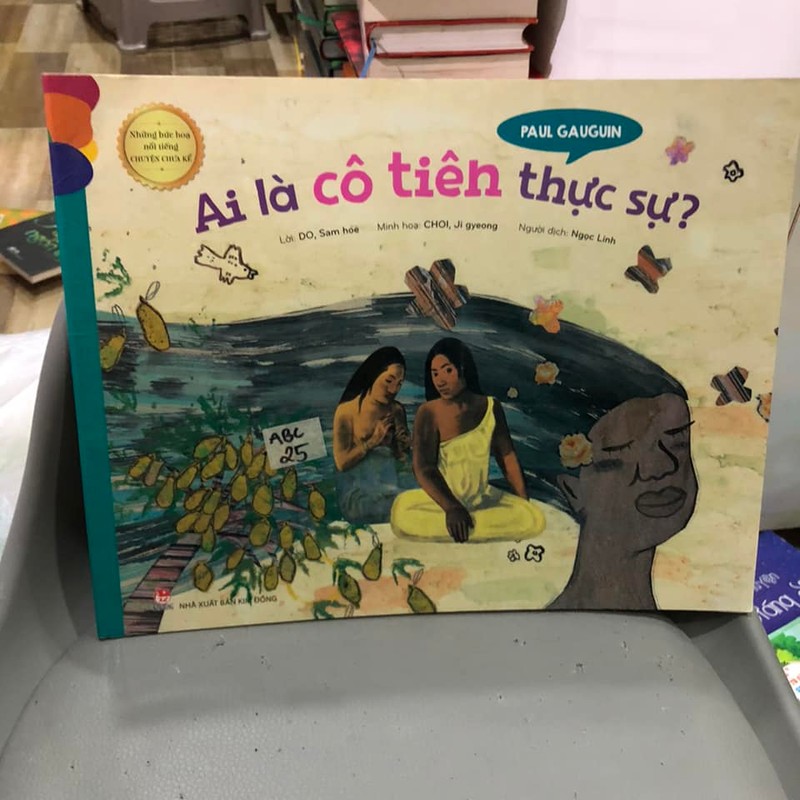 Những bức hoạ
nổi tiếng
CHUYỆN CHƯA KỂ
PAUL GAUGUIN
Ai là cô tiên thực sự?
Lời: DO, Sam hóe Minh hoạ: CHOI, Ji gyeong Người dịch: Ngọc Linh
ABC
25
NHÀ XUẤT BẢN KIM ĐỒNG